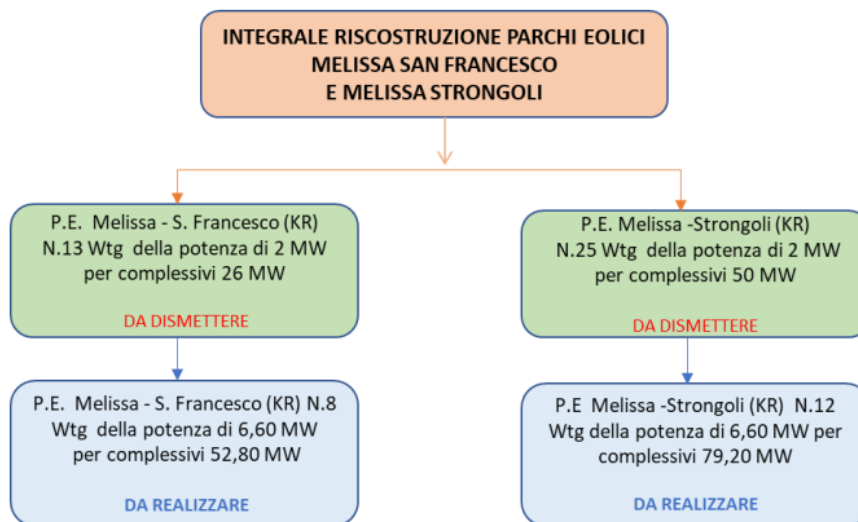 INTEGRALE RISCOSTRUZIONE PARCHI EOLICI
MELISSA SAN FRANCESCO
E MELISSA STRONGOLI
P.E. Melissa - S. Francesco (KR)
N.13 Wtg della potenza di 2 MW
per complessivi 26 MW
DA DISMETTERE
P.E. Melissa -Strongoli (KR)
N.25 Wtg della potenza di 2 MW
per complessivi 50 MW
DA DISMETTERE
P.E. Melissa - S. Francesco (KR) N.8
Wtg della potenza di 6,60 MW
per complessivi 52,80 MW
DA REALIZZARE
P.E Melissa -Strongoli (KR) N.12
Wtg della potenza di 6,60 MW per
complessivi 79,20 MW
DA REALIZZARE